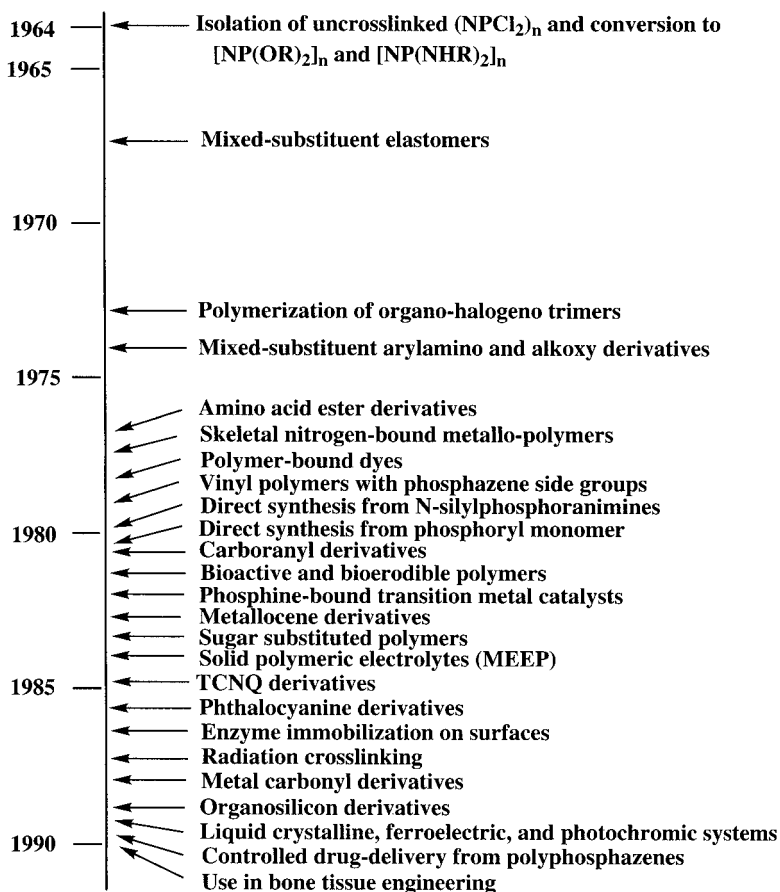 1964
Isolation of uncrosslinked (NPCl₂)ₙ and conversion to
[NP(OR)₂]ₙ and [NP(NHR)₂]ₙ
1965
Mixed-substituent elastomers
1970
Polymerization of organo-halogeno trimers
Mixed-substituent arylamino and alkoxy derivatives
1975
Amino acid ester derivatives
Skeletal nitrogen-bound metallo-polymers
Polymer-bound dyes
Vinyl polymers with phosphazene side groups
Direct synthesis from N-silylphosphoranimines
1980
Direct synthesis from phosphoryl monomer
Carboranyl derivatives
Bioactive and bioerodible polymers
Phosphine-bound transition metal catalysts
Metallocene derivatives
Sugar substituted polymers
Solid polymeric electrolytes (MEEP)
1985
TCNQ derivatives
Phthalocyanine derivatives
Enzyme immobilization on surfaces
Radiation crosslinking
Metal carbonyl derivatives
Organosilicon derivatives
Liquid crystalline, ferroelectric, and photochromic systems
1990
Controlled drug-delivery from polyphosphazenes
Use in bone tissue engineering